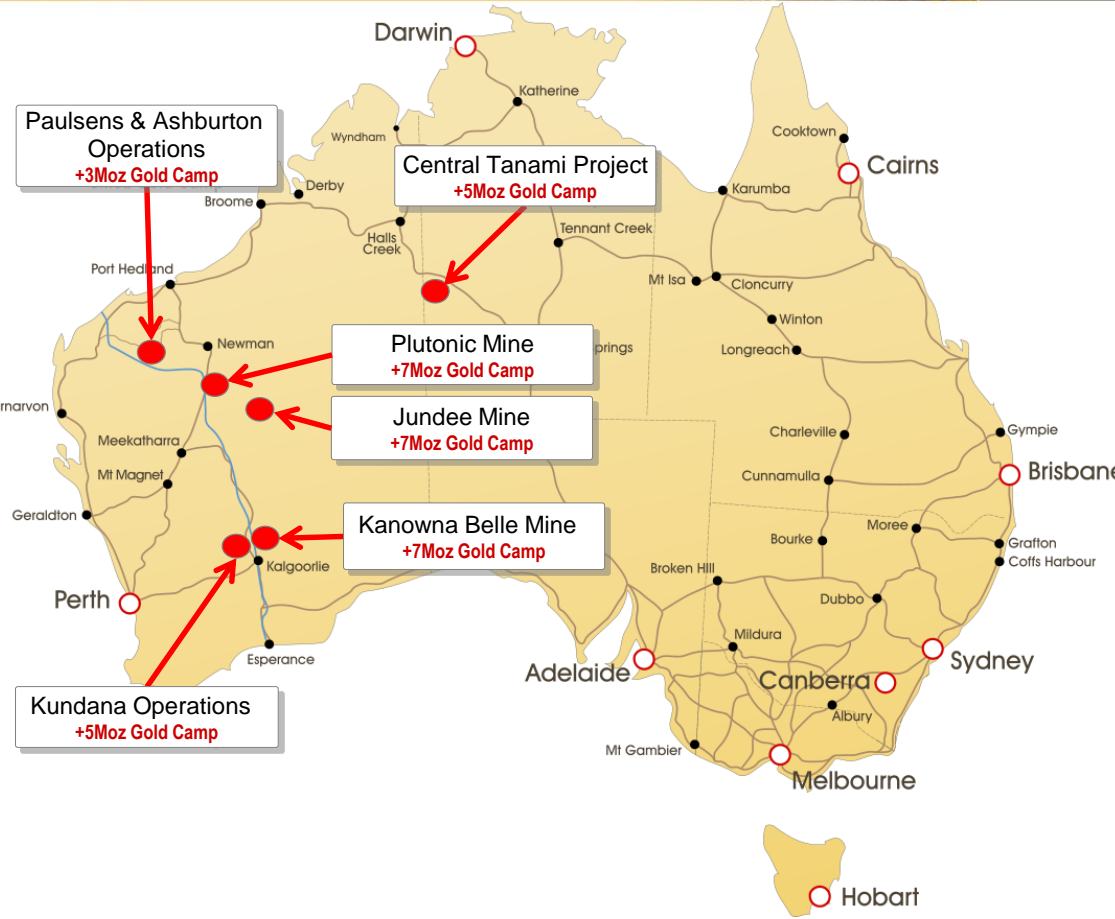 Darwin
Katherine
Paulsens & Ashburton
Operations
+3Moz Gold Camp
Wyndham
Cooktown
Central Tanami Project
+5Moz Gold Camp
Cairns
Derby
Broome
Karumba
Halls
Creek
Tennant Creek
Port Hedland
Mt Isa
Cloncurry
Winton
Newman
Plutonic Mine
+7Moz Gold Camp
prings
Longreach
rnarvon
Jundee Mine
+7Moz Gold Camp
Meekatharra
Charleville
Gympie
Mt Magnet
Cunnamulla
Brisbane
Geraldton
Kanowna Belle Mine
+7Moz Gold Camp
Moree
Bourke
Grafton
Coffs Harbour
Kalgoorlie
Broken Hill
Perth
Dubbo
Mildura
Esperance
Adelaide
Sydney
Canberra
Kundana Operations
+5Moz Gold Camp
Albury
Mt Gambier
Melbourne
Hobart